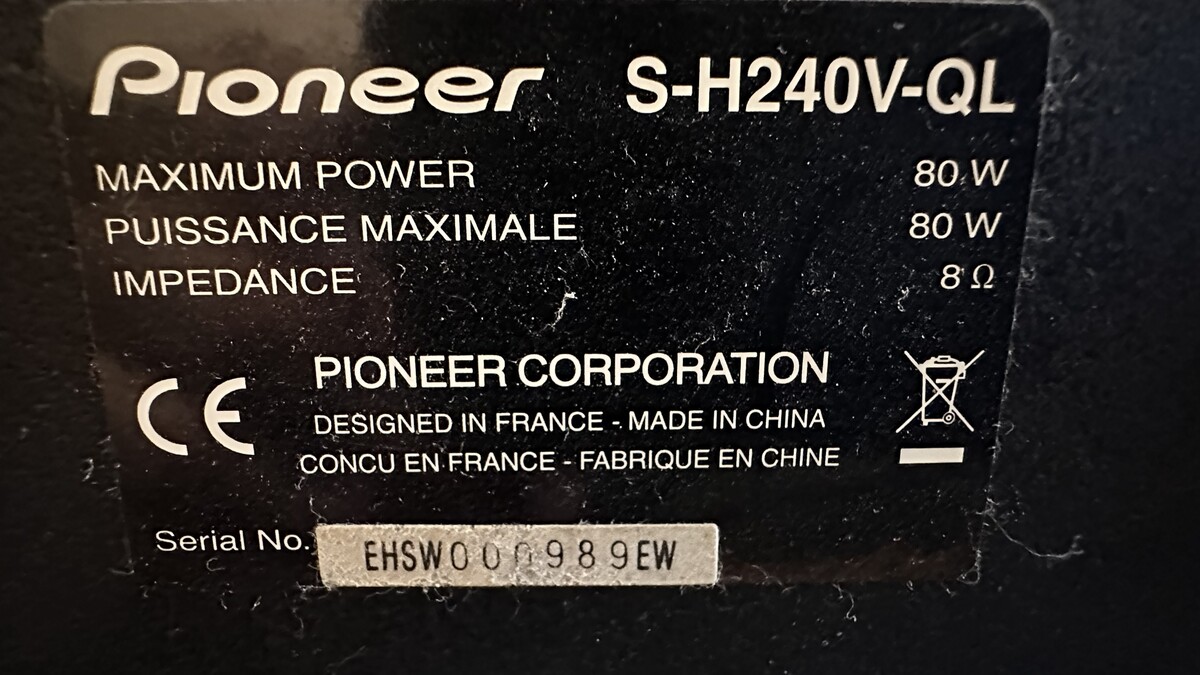 Pioneer S-H240V-QL
MAXIMUM POWER 80 W
PUISSANCE MAXIMALE 80 W
IMPEDANCE 8 Ω
PIONEER CORPORATION
CE
DESIGNED IN FRANCE - MADE IN CHINA
CONCU EN FRANCE - FABRIQUE EN CHINE
Serial No. EHSW000989EW